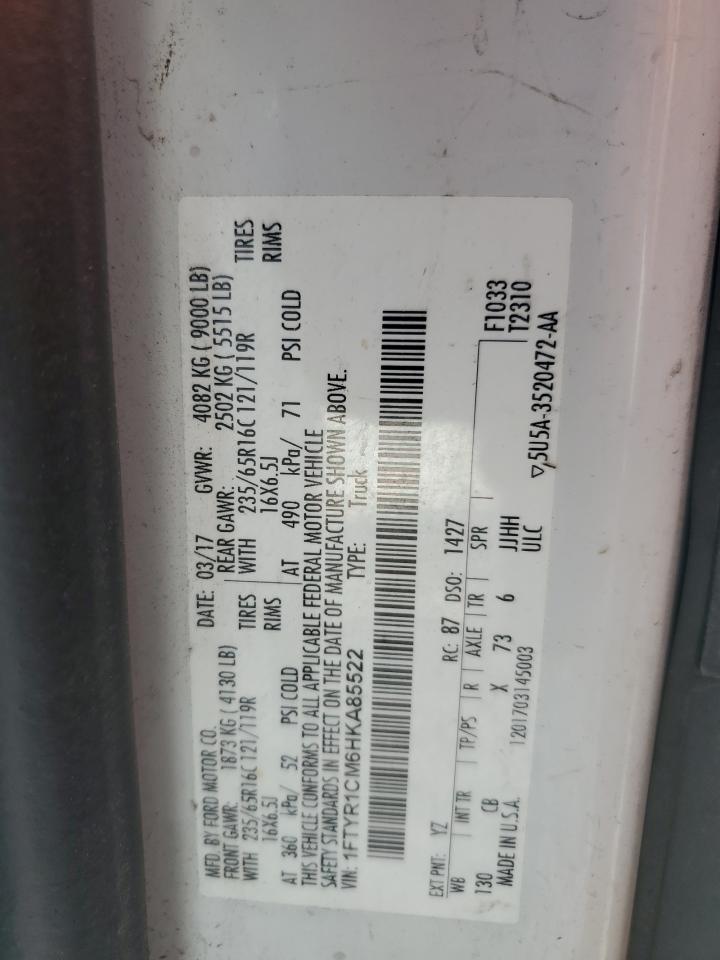 MFD. BY FORD MOTOR CO. DATE: 03/17 GVWR: 4082 KG ( 9000 LB)
FRONT GAWR: 1873 KG ( 4130 LB) REAR GAWR: 2502 KG ( 5515 LB)
WITH 235/65R16C 121/119R TIRES WITH 235/65R16C 121/119R TIRES
16X6.5J RIMS 16X6.5J RIMS
AT 360 kPa/ 52 PSI COLD AT 490 kPa/ 71 PSI COLD
THIS VEHICLE CONFORMS TO ALL APPLICABLE FEDERAL MOTOR VEHICLE
SAFETY STANDARDS IN EFFECT ON THE DATE OF MANUFACTURE SHOWN ABOVE.
VIN: 1FTYR1CM6HKA85522 TYPE: Truck
EXT PNT: YZ RC: 87 DSO: 1427
WB INT TR TP/PS R AXLE TR SPR F1033
130 CB X 73 6 JJHH T2310
MADE IN U.S.A. 1201703145003 ULC
5U5A-3520472-AA